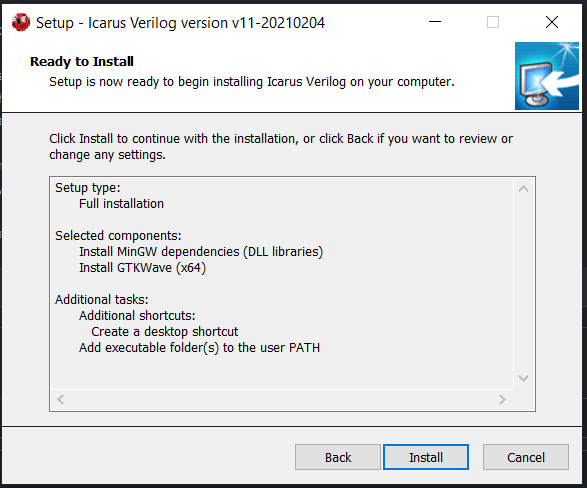 Setup - Icarus Verilog version v11-20210204
Ready to Install
Setup is now ready to begin installing Icarus Verilog on your computer.
Click Install to continue with the installation, or click Back if you want to review or
change any settings.
Setup type:
Full installation
Selected components:
Install MinGW dependencies (DLL libraries)
Install GTKWave (x64)
Additional tasks:
Additional shortcuts:
Create a desktop shortcut
Add executable folder(s) to the user PATH
Back
Install
Cancel